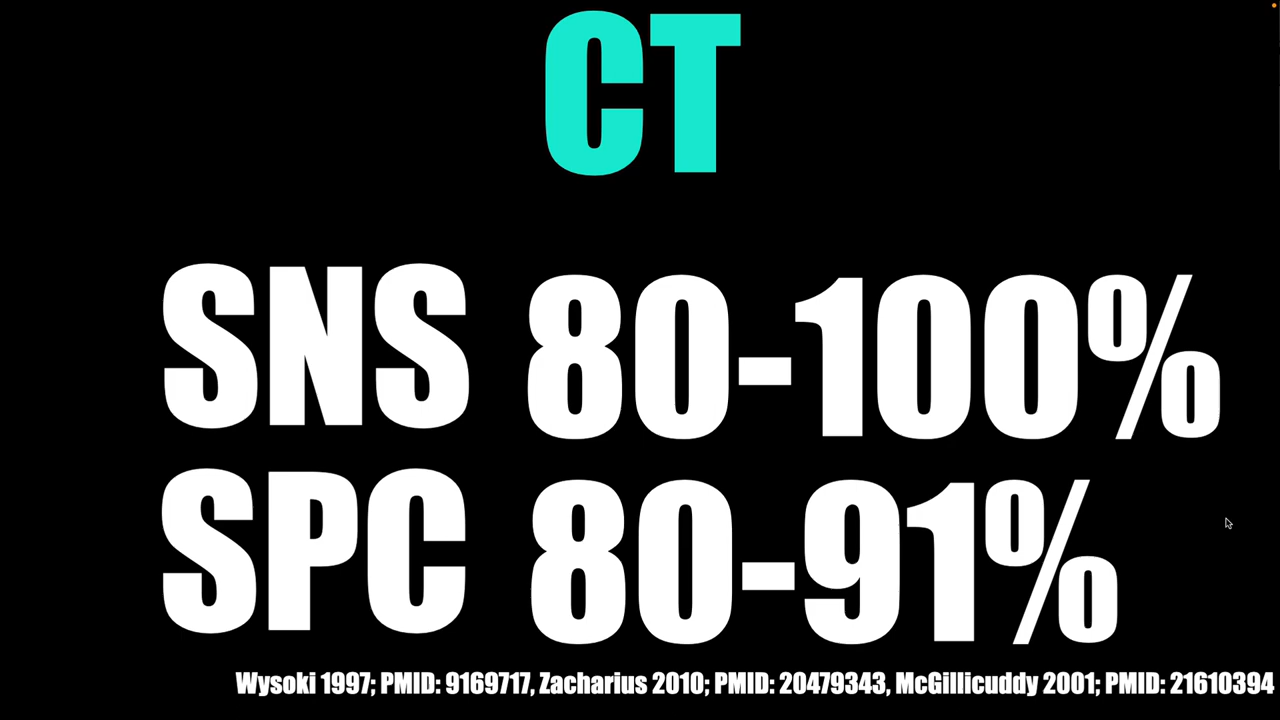 CT
SNS 80-100%
SPC 80-91%
Wysoki 1997; PMID: 9169717, Zacharius 2010; PMID: 20479343, McGillicuddy 2001; PMID: 21610394